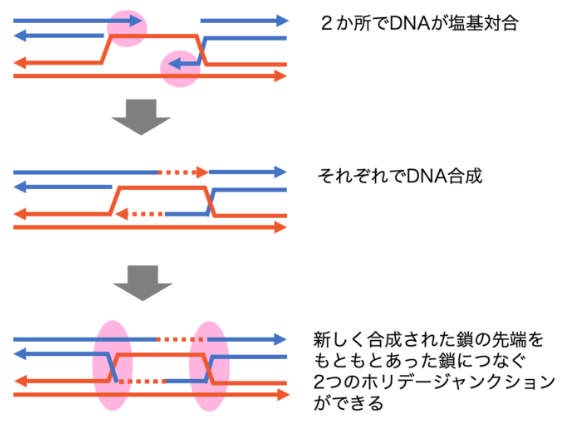 ２か所でDNAが塩基対合
それぞれでDNA合成
新しく合成された鎖の先端を
もともとあった鎖につなぐ
2つのホリデージャンクション
ができる